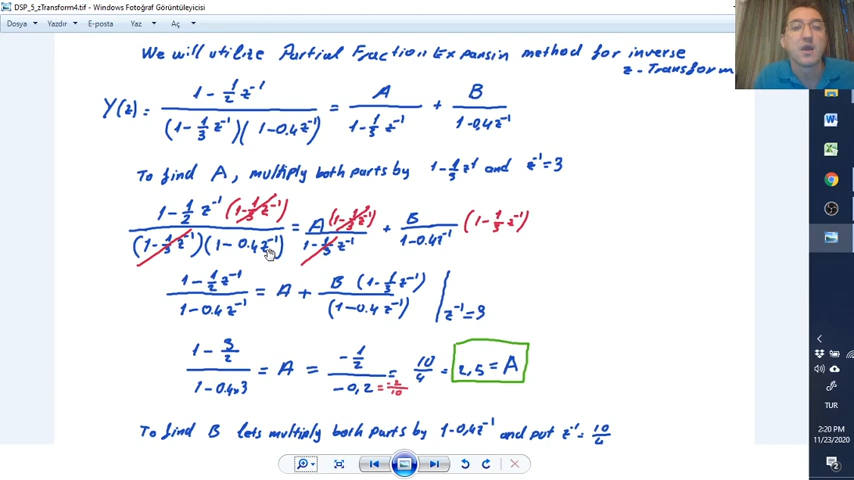 DSP_5_zTransform4.tif - Windows Fotoğraf Görüntüleyicisi
Dosya Yazdır E-posta Yaz Aç
We will utilize Partial Fraction Expansin method for inverse
z-Transform
Y(z) = (1 - 1/2 z⁻¹) / ((1 - 1/3 z⁻¹)(1 - 0.4z⁻¹)) = A / (1 - 1/3 z⁻¹) + B / (1 - 0.4z⁻¹)
To find A, multiply both parts by 1 - 1/3 z¹ and z⁻¹ = 3
(1 - 1/2 z⁻¹ (1 - 1/3 z⁻¹)) / ((1 - 1/3 z⁻¹)(1 - 0.4z⁻¹)) = A (1 - 1/3 z⁻¹) / (1 - 1/3 z⁻¹) + B / (1 - 0.4z⁻¹) (1 - 1/3 z⁻¹)
(1 - 1/2 z⁻¹) / (1 - 0.4z⁻¹) = A + B (1 - 1/3 z⁻¹) / (1 - 0.4z⁻¹) | z⁻¹ = 3
(1 - 3/2) / (1 - 0.4x3) = A = (-1/2) / (-0,2 = -2/10) = 10/4 = 2,5 = A
To find B lets multiply both parts by 1 - 0,4z⁻¹ and put z⁻¹ = 10/4
TUR
2:20 PM
11/23/2020
2